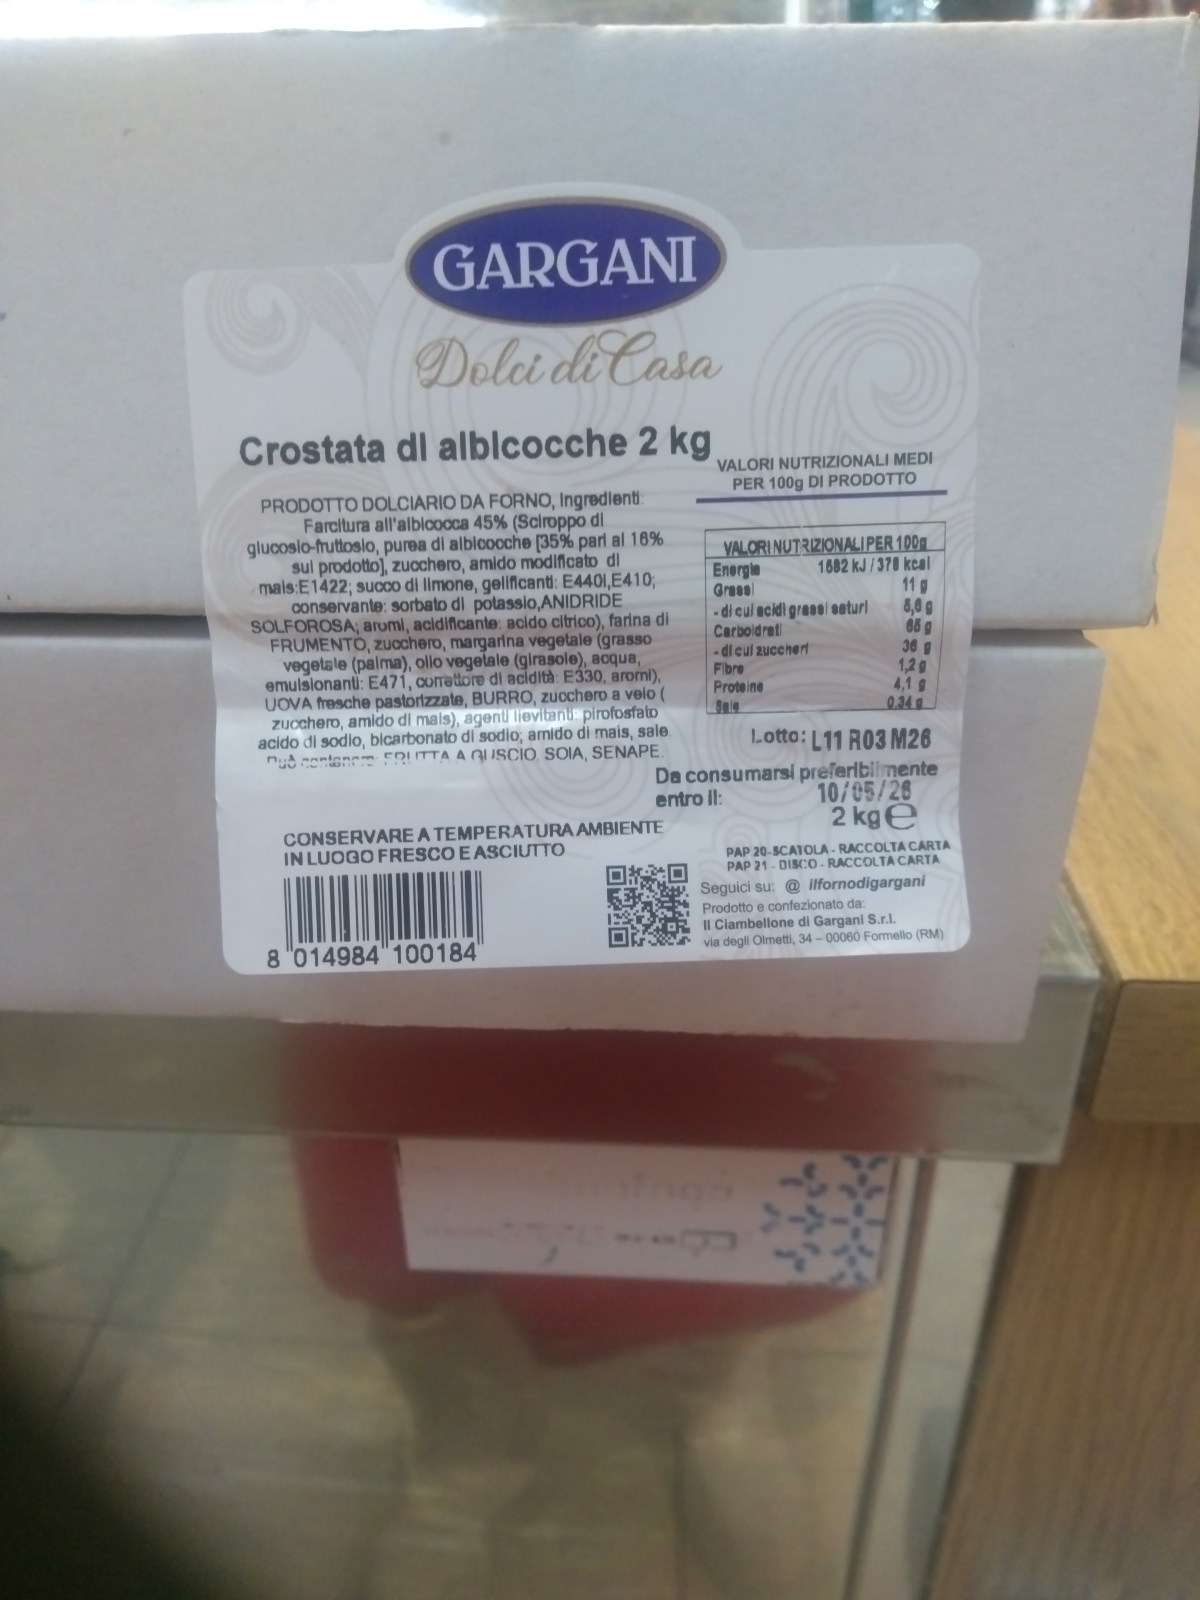 GARGANI
Dolci di Casa
Crostata di albicocche 2 kg
PRODOTTO DOLCIARIO DA FORNO, Ingredienti:
Farcitura all'albicocca 45% (Sciroppo di
glucosio-fruttosio, purea di albicocche [35% pari al 16%
sul prodotto], zucchero, amido modificato di
mais:E1422; succo di limone, gelificanti: E440i,E410;
conservante: sorbato di potassio,ANIDRIDE
SOLFOROSA; aromi, acidificante: acido citrico), farina di
FRUMENTO, zucchero, margarina vegetale (grasso
vegetale (palma), olio vegetale (girasole), acqua,
emulsionanti: E471, correttore di acidità: E330, aromi),
UOVA fresche pastorizzate, BURRO, zucchero a velo (
zucchero, amido di mais), agenti lievitanti: pirofosfato
acido di sodio, bicarbonato di sodio; amido di mais, sale.
Può contenere: FRUTTA A GUSCIO, SOIA, SENAPE.
CONSERVARE A TEMPERATURA AMBIENTE
IN LUOGO FRESCO E ASCIUTTO
8 014984 100184
VALORI NUTRIZIONALI MEDI
PER 100g DI PRODOTTO
VALORI NUTRIZIONALI PER 100g
Energia 1582 kJ / 376 kcal
Grassi 11 g
- di cui acidi grassi saturi
Carboidrati 65 g
- di cui zuccheri 36 g
Fibre 1,2 g
Proteine 4,1 g
Sale 0,34 g
Lotto: L11 R03 M26
Da consumarsi preferibilmente
entro il: 10/05/26
2 kg ℮
PAP 20-SCATOLA - RACCOLTA CARTA
PAP 21 - DISCO - RACCOLTA CARTA
Seguici su: @ ilfornodigargani
Prodotto e confezionato da:
Il Ciambellone di Gargani S.r.l.
via degli Olmetti, 34 – 00060 Formello (RM)